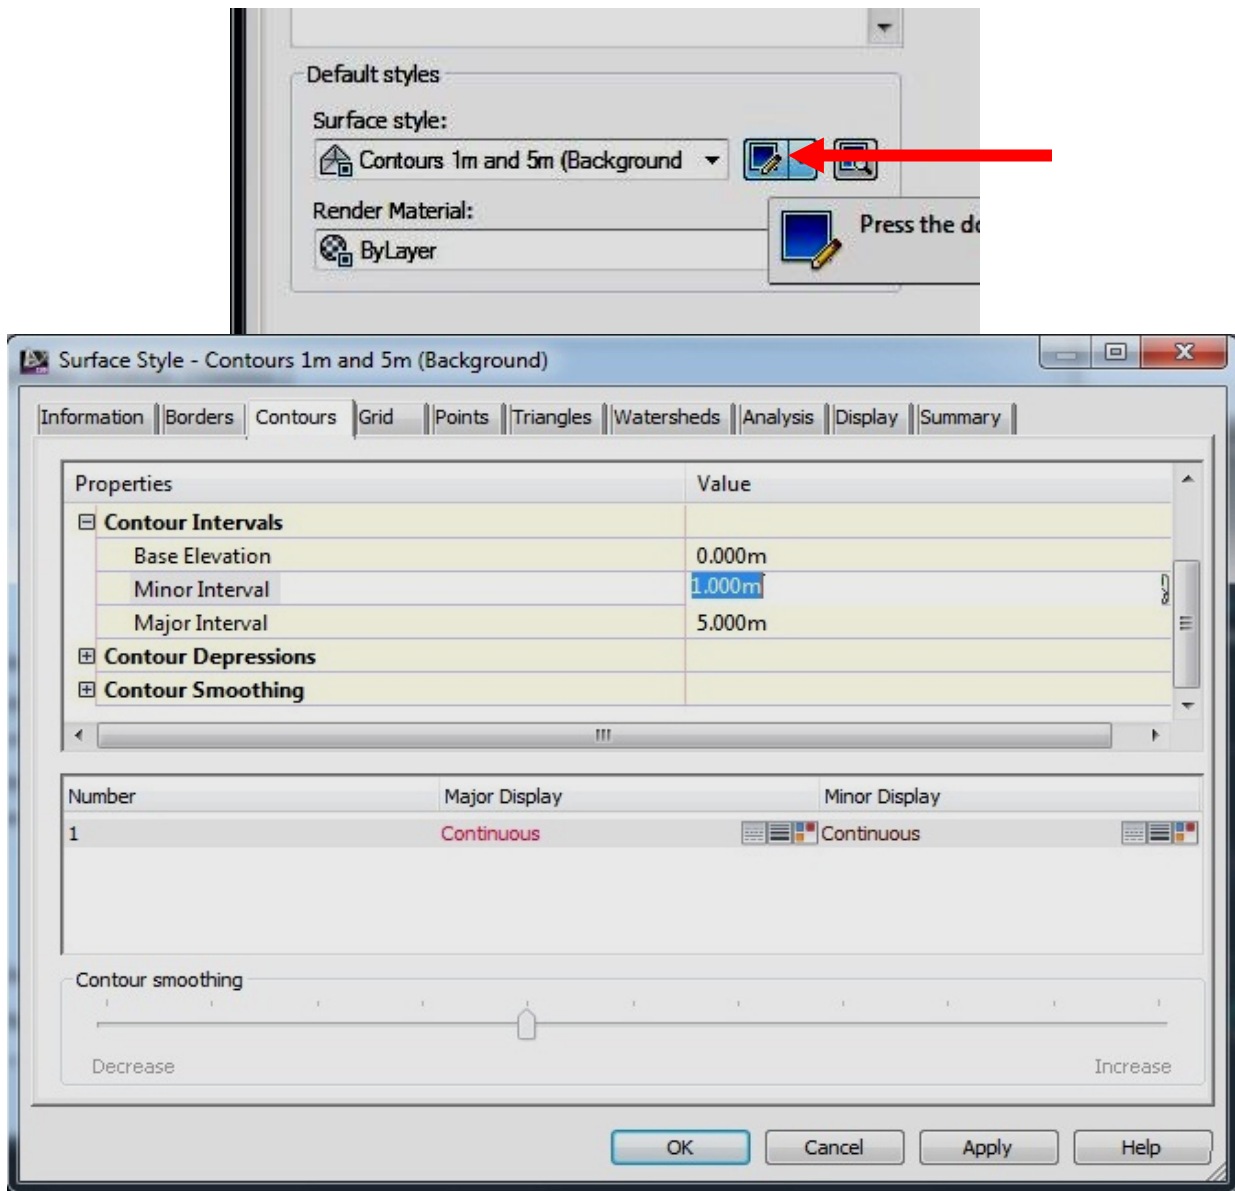 Default styles
Surface style:
Contours 1m and 5m (Background
Render Material:
ByLayer
Press the do
Surface Style - Contours 1m and 5m (Background)
Information Borders Contours Grid Points Triangles Watersheds Analysis Display Summary
Properties Value
Contour Intervals
Base Elevation 0.000m
Minor Interval 1.000m
Major Interval 5.000m
Contour Depressions
Contour Smoothing
Number Major Display Minor Display
1 Continuous Continuous
Contour smoothing
Decrease Increase
OK Cancel Apply Help